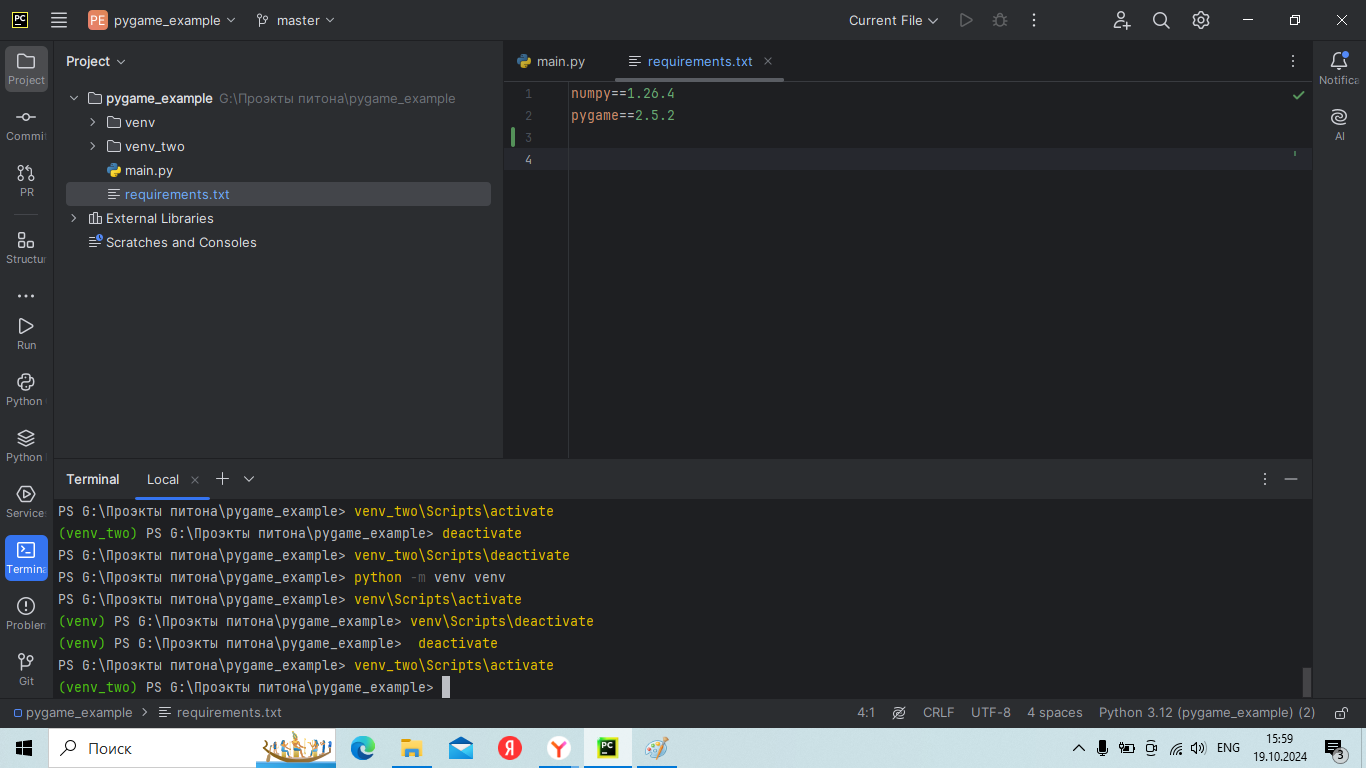 PC
PE pygame_example
master
Current File
Project
Commit
PR
Structur
Run
Python
Python
Service
Termina
Problem
Git
Project
pygame_example G:\Проэкты питона\pygame_example
venv
venv_two
main.py
requirements.txt
External Libraries
Scratches and Consoles
main.py
requirements.txt
1 numpy==1.26.4
2 pygame==2.5.2
3
4
Notifica
AI
Terminal
Local
PS G:\Проэкты питона\pygame_example> venv_two\Scripts\activate
(venv_two) PS G:\Проэкты питона\pygame_example> deactivate
PS G:\Проэкты питона\pygame_example> venv_two\Scripts\deactivate
PS G:\Проэкты питона\pygame_example> python -m venv venv
PS G:\Проэкты питона\pygame_example> venv\Scripts\activate
(venv) PS G:\Проэкты питона\pygame_example> venv\Scripts\deactivate
(venv) PS G:\Проэкты питона\pygame_example>  deactivate
PS G:\Проэкты питона\pygame_example> venv_two\Scripts\activate
(venv_two) PS G:\Проэкты питона\pygame_example>
pygame_example
requirements.txt
4:1
CRLF
UTF-8
4 spaces
Python 3.12 (pygame_example) (2)
Поиск
Я
Y
PC
ENG
15:59
19.10.2024
3